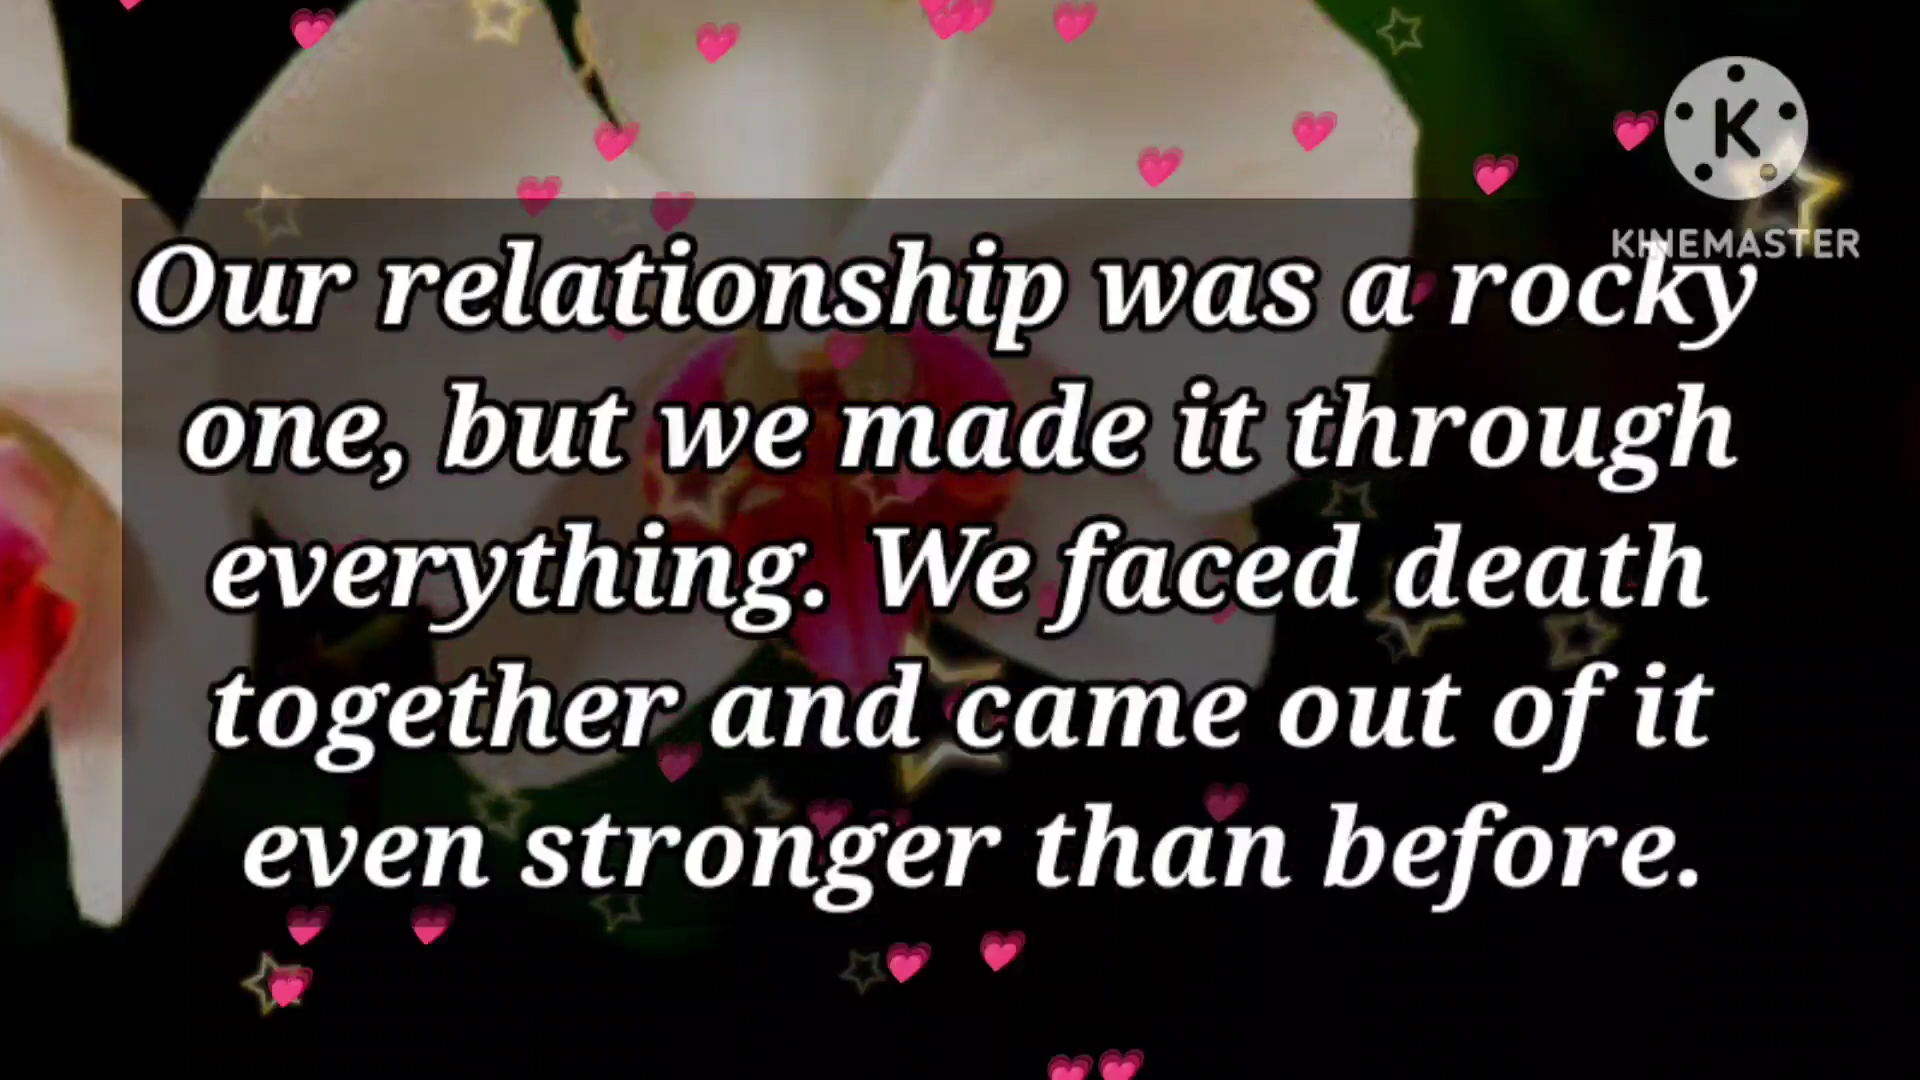 K
KINEMASTER
Our relationship was a rocky
one, but we made it through
everything. We faced death
together and came out of it
even stronger than before.